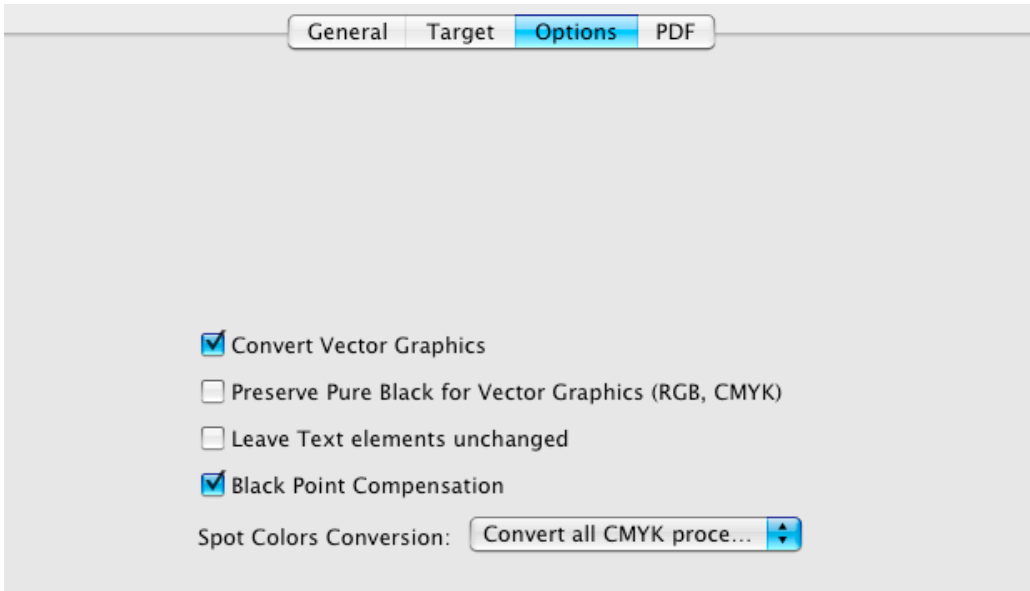 General Target Options PDF
Convert Vector Graphics
Preserve Pure Black for Vector Graphics (RGB, CMYK)
Leave Text elements unchanged
Black Point Compensation
Spot Colors Conversion: Convert all CMYK proce...